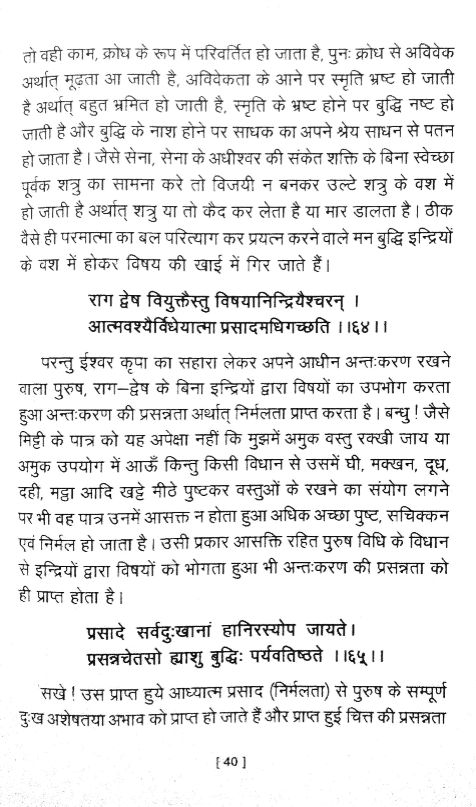 तो वही काम, क्रोध के रूप में परिवर्तित हो जाता है, पुनः क्रोध से अविवेक
अर्थात् मूढ़ता आ जाती है, अविवेकता के आने पर स्मृति भ्रष्ट हो जाती
है अर्थात् बहुत भ्रमित हो जाती है, स्मृति के भ्रष्ट होने पर बुद्धि नष्ट हो
जाती है और बुद्धि के नाश होने पर साधक का अपने श्रेय साधन से पतन
हो जाता है। जैसे सेना, सेना के अधीश्वर की संकेत शक्ति के बिना स्वेच्छा
पूर्वक शत्रु का सामना करे तो विजयी न बनकर उल्टे शत्रु के वश में
हो जाती है अर्थात् शत्रु या तो कैद कर लेता है या मार डालता है। ठीक
वैसे ही परमात्मा का बल परित्याग कर प्रयत्न करने वाले मन बुद्धि इन्द्रियों
के वश में होकर विषय की खाई में गिर जाते हैं।
राग द्वेष वियुक्तैस्तु विषयानिन्द्रियैश्चरन् ।
आत्मवश्यैर्विधेयात्मा प्रसादमधिगच्छति ।।६४।।
परन्तु ईश्वर कृपा का सहारा लेकर अपने आधीन अन्तःकरण रखने
वाला पुरुष, राग–द्वेष के बिना इन्द्रियों द्वारा विषयों का उपभोग करता
हुआ अन्तःकरण की प्रसन्नता अर्थात् निर्मलता प्राप्त करता है। बन्धु ! जैसे
मिट्टी के पात्र को यह अपेक्षा नहीं कि मुझमें अमुक वस्तु रक्खी जाय या
अमुक उपयोग में आऊँ किन्तु किसी विधान से उसमें घी, मक्खन, दूध,
दही, मट्ठा आदि खट्टे मीठे पुष्टकर वस्तुओं के रखने का संयोग लगने
पर भी वह पात्र उनमें आसक्त न होता हुआ अधिक अच्छा पुष्ट, सचिक्कन
एवं निर्मल हो जाता है। उसी प्रकार आसक्ति रहित पुरुष विधि के विधान
से इन्द्रियों द्वारा विषयों को भोगता हुआ भी अन्तःकरण की प्रसन्नता को
ही प्राप्त होता है।
प्रसादे सर्वदुःखानां हानिरस्योप जायते।
प्रसन्नचेतसो ह्याशु बुद्धिः पर्यवतिष्ठते ।।६५।।
सखे ! उस प्राप्त हुये आध्यात्म प्रसाद (निर्मलता) से पुरुष के सम्पूर्ण
दुःख अशेषतया अभाव को प्राप्त हो जाते हैं और प्राप्त हुई चित्त की प्रसन्नता
[ 40 ]